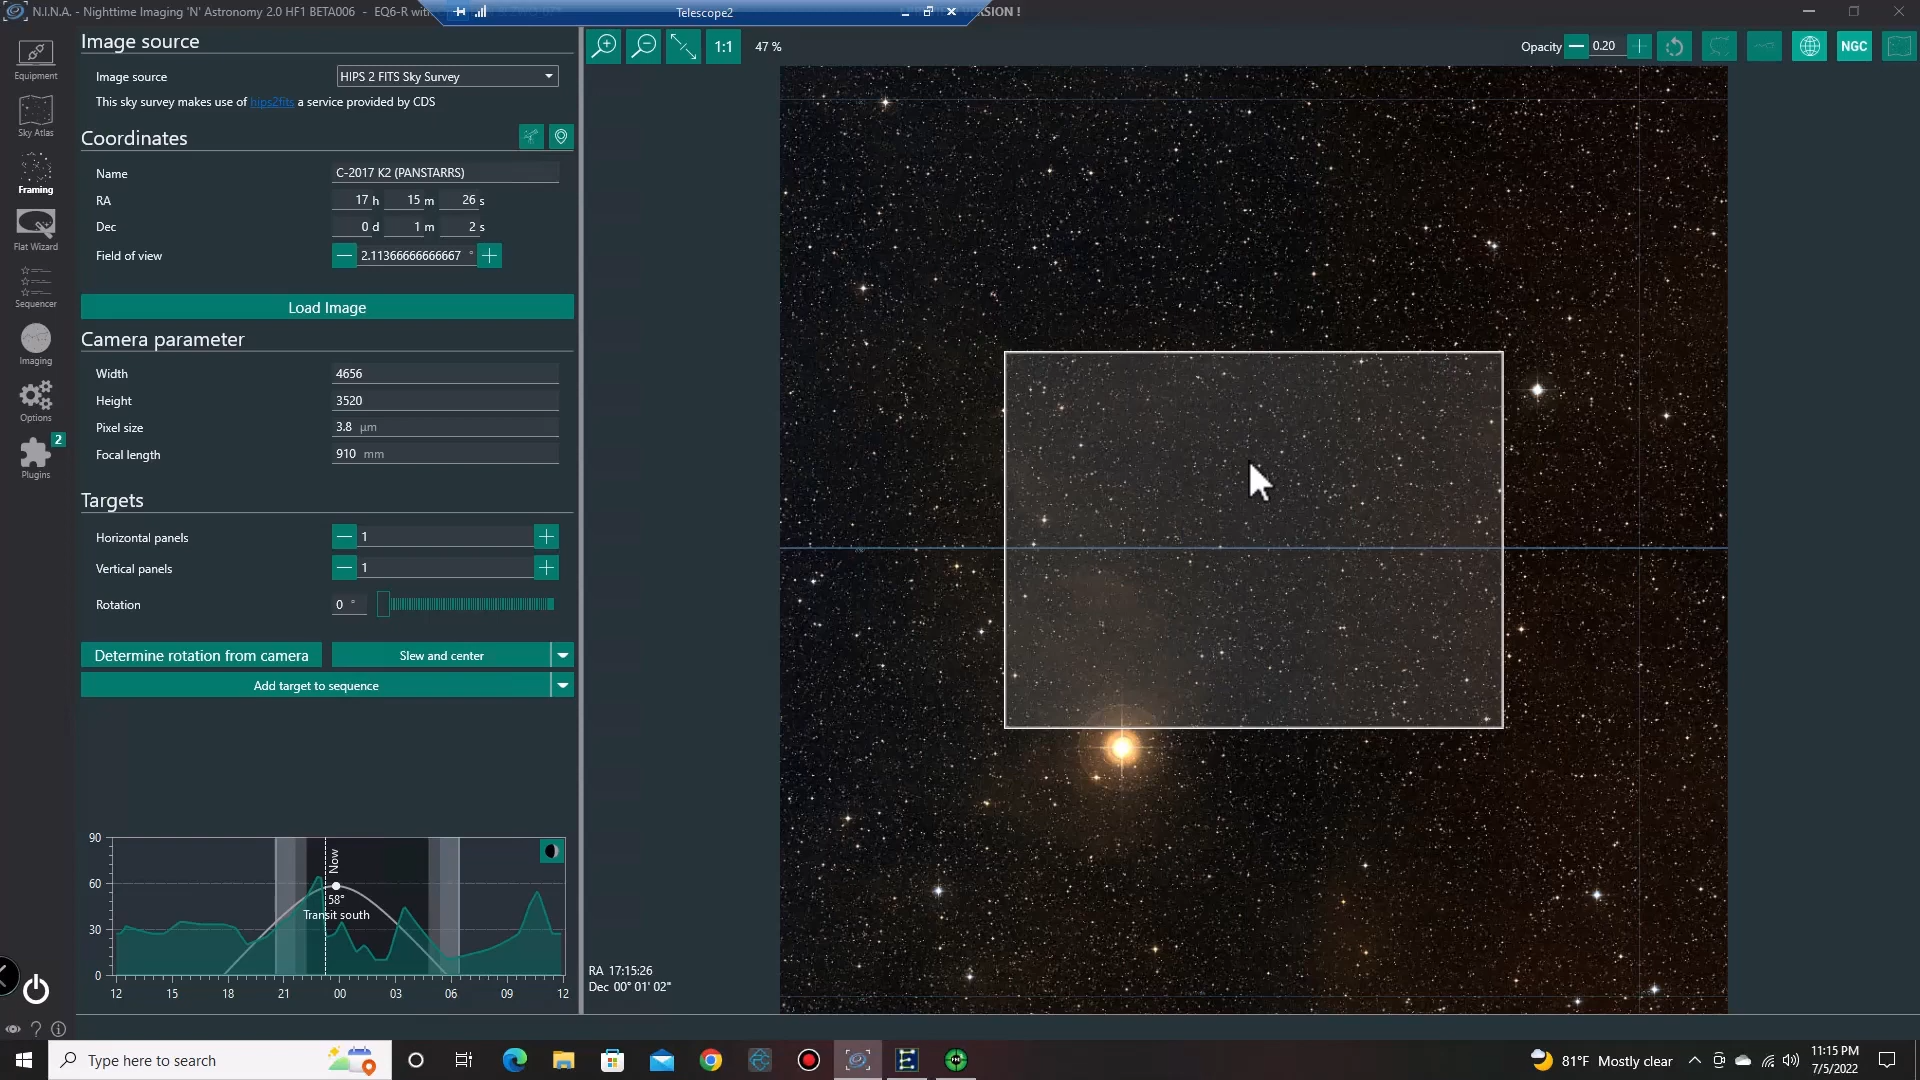 N.I.N.A. - Nighttime Imaging 'N' Astronomy 2.0 HF1 BETA006 - EQ6-R
Telescope2
VERSION !
Equipment
Sky Atlas
Framing
Flat Wizard
Sequencer
Imaging
Options
2
Plugins
Image source
Image source
HIPS 2 FITS Sky Survey
This sky survey makes use of hips2fits a service provided by CDS
Coordinates
Name C-2017 K2 (PANSTARRS)
RA 17 h 15 m 26 s
Dec 0 d 1 m 2 s
Field of view 2.11366666666667 °
Load Image
Camera parameter
Width 4656
Height 3520
Pixel size 3.8 µm
Focal length 910 mm
Targets
Horizontal panels 1
Vertical panels 1
Rotation 0 °
Determine rotation from camera
Slew and center
Add target to sequence
90
60
30
0
Now
58°
Transit south
12 15 18 21 00 03 06 09 12
1:1
47 %
Opacity 0.20
NGC
RA 17:15:26
Dec 00° 01' 02"
Type here to search
81°F Mostly clear
11:15 PM
7/5/2022